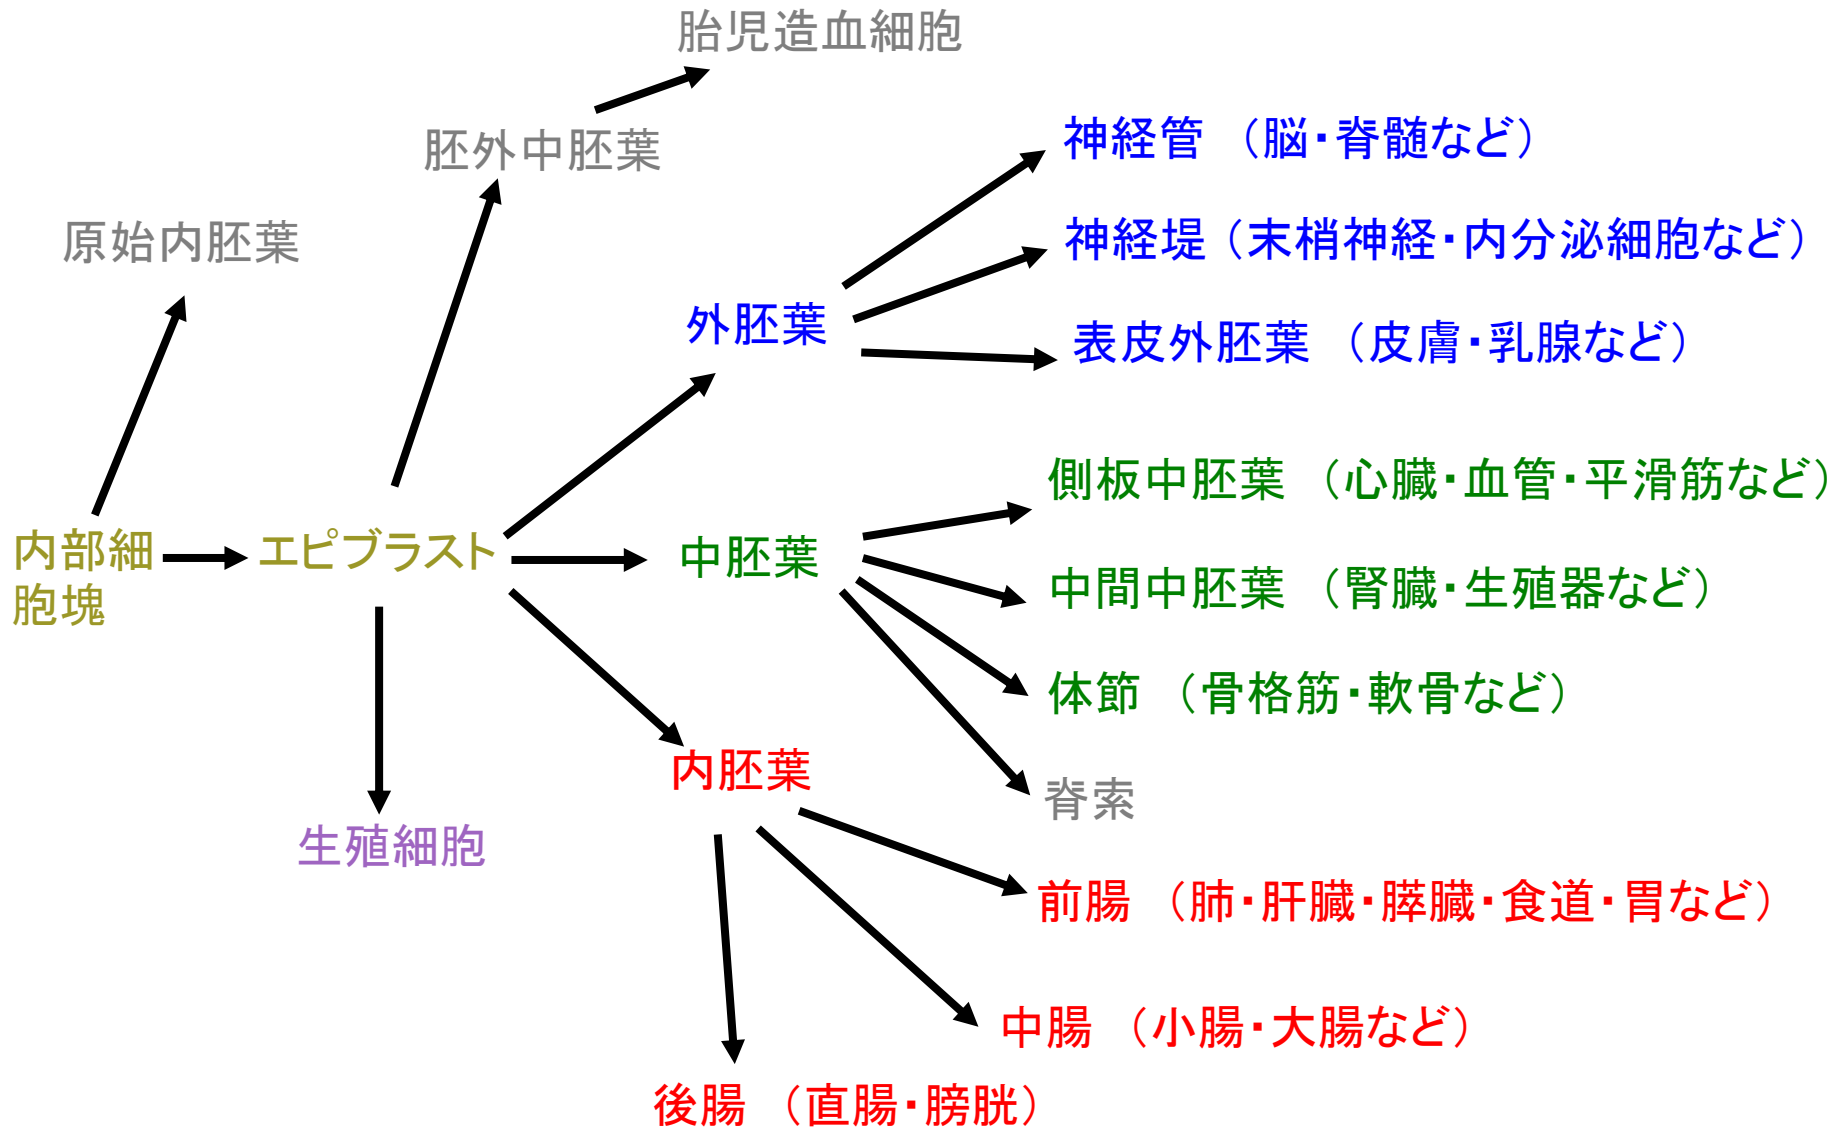 胎児造血細胞
胚外中胚葉
神経管 （脳・脊髄など）
原始内胚葉
神経堤（末梢神経・内分泌細胞など）
外胚葉
表皮外胚葉 （皮膚・乳腺など）
側板中胚葉 （心臓・血管・平滑筋など）
内部細
胞塊
エピブラスト
中胚葉
中間中胚葉 （腎臓・生殖器など）
体節 （骨格筋・軟骨など）
内胚葉
脊索
生殖細胞
前腸 （肺・肝臓・膵臓・食道・胃など）
中腸 （小腸・大腸など）
後腸 （直腸・膀胱）